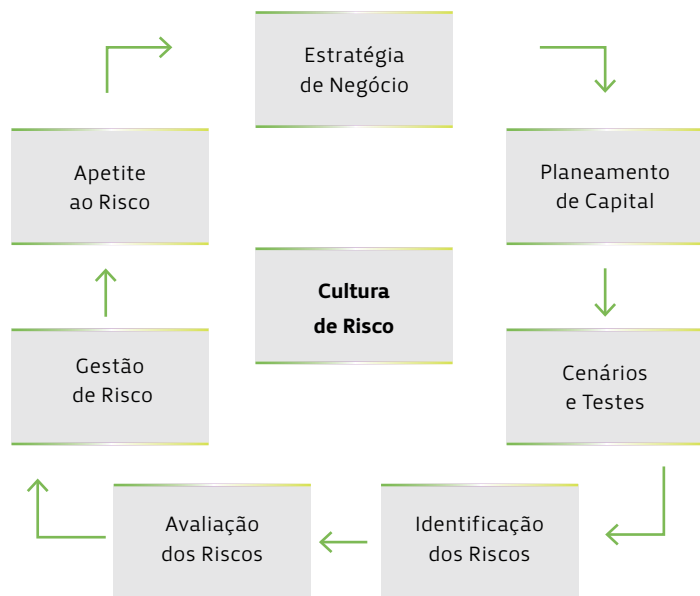 Estratégia
de Negócio
Apetite
ao Risco
Planeamento
de Capital
Cultura
de Risco
Gestão
de Risco
Cenários
e Testes
Avaliação
dos Riscos
Identificação
dos Riscos